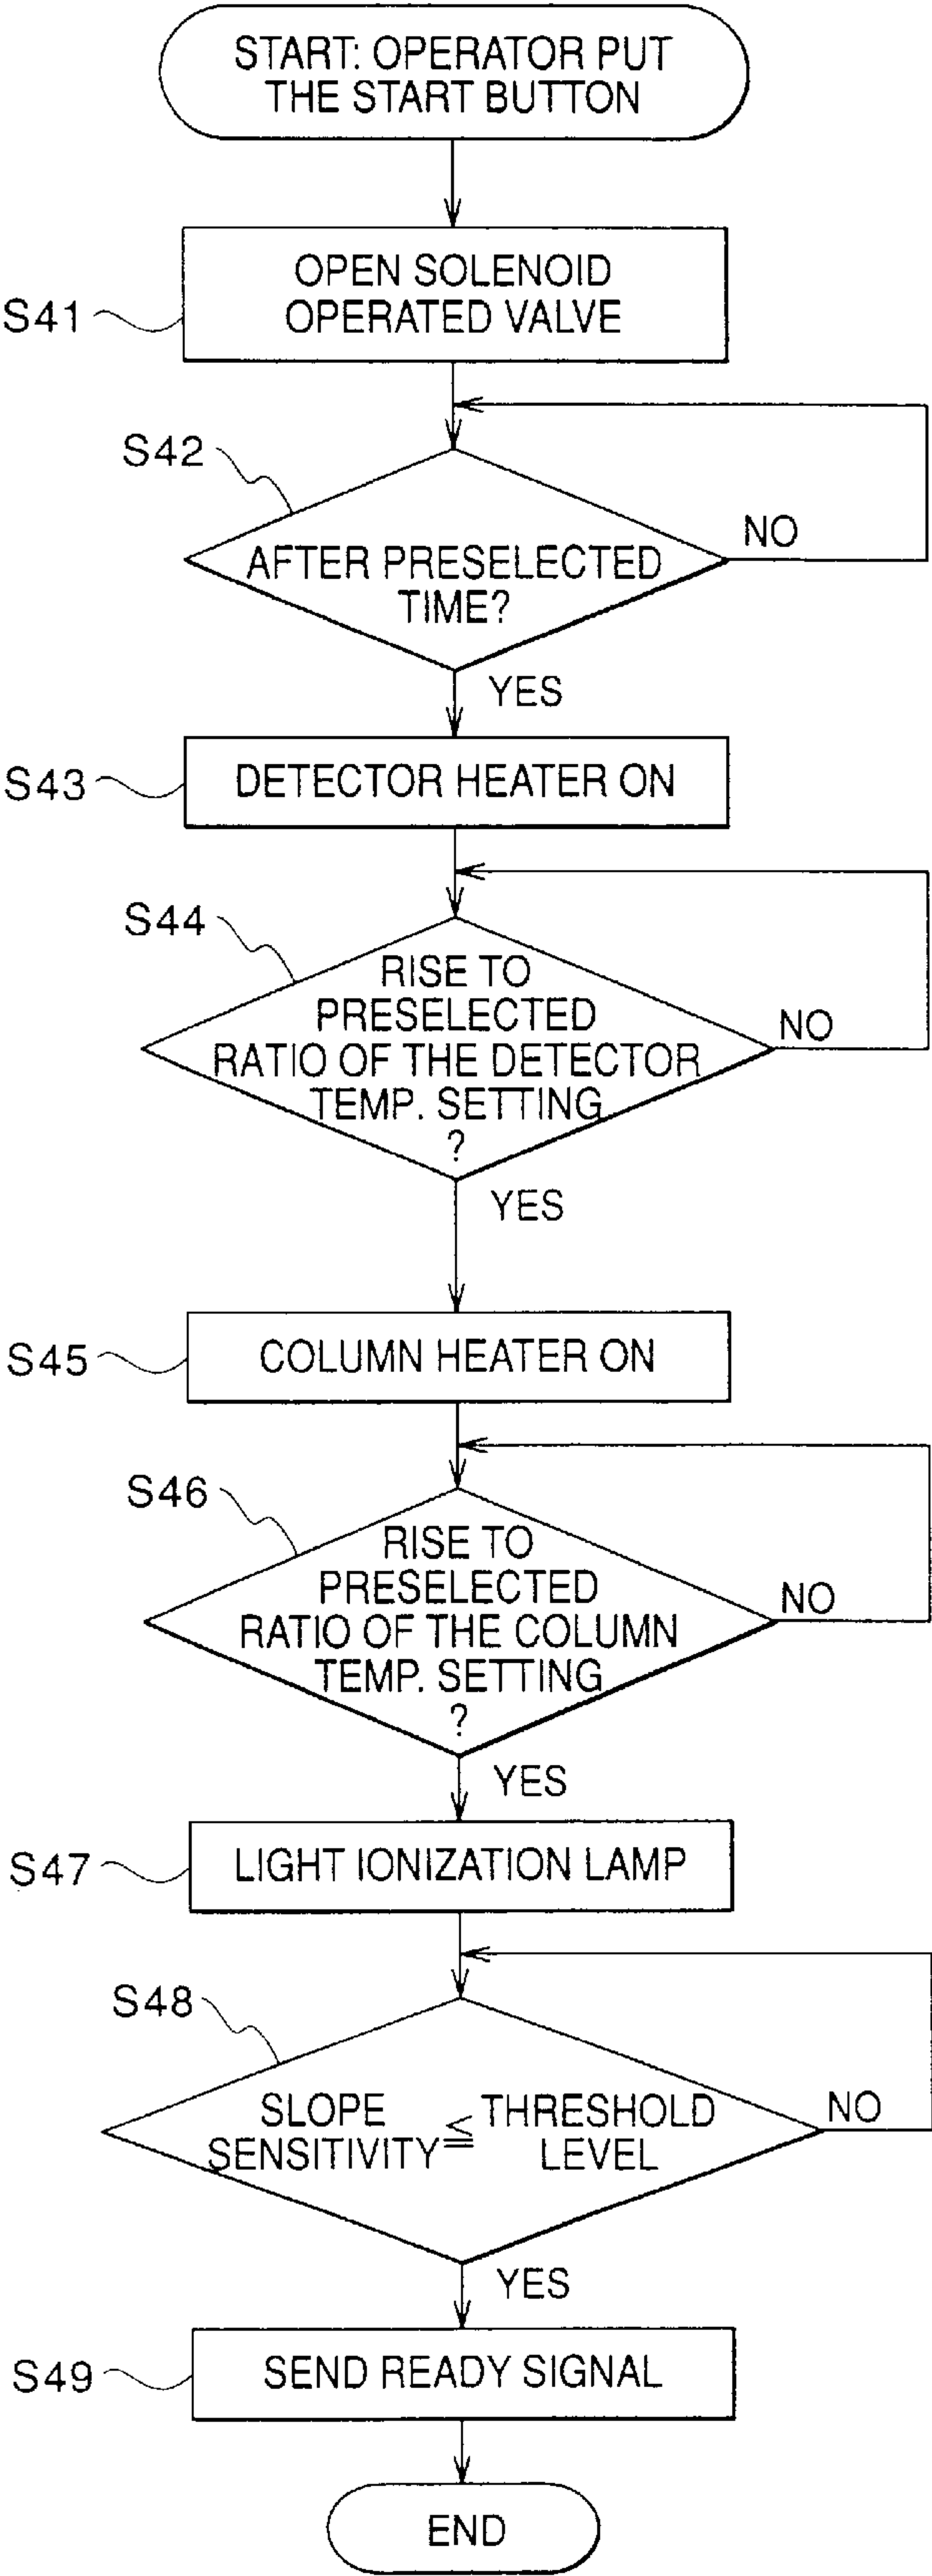 START: OPERATOR PUT
THE START BUTTON
S41
OPEN SOLENOID
OPERATED VALVE
S42
AFTER PRESELECTED
TIME?
NO
YES
S43
DETECTOR HEATER ON
S44
RISE TO
PRESELECTED
RATIO OF THE DETECTOR
TEMP. SETTING
?
NO
YES
S45
COLUMN HEATER ON
S46
RISE TO
PRESELECTED
RATIO OF THE COLUMN
TEMP. SETTING
?
NO
YES
S47
LIGHT IONIZATION LAMP
S48
SLOPE
SENSITIVITY
≦
THRESHOLD
LEVEL
NO
YES
S49
SEND READY SIGNAL
END